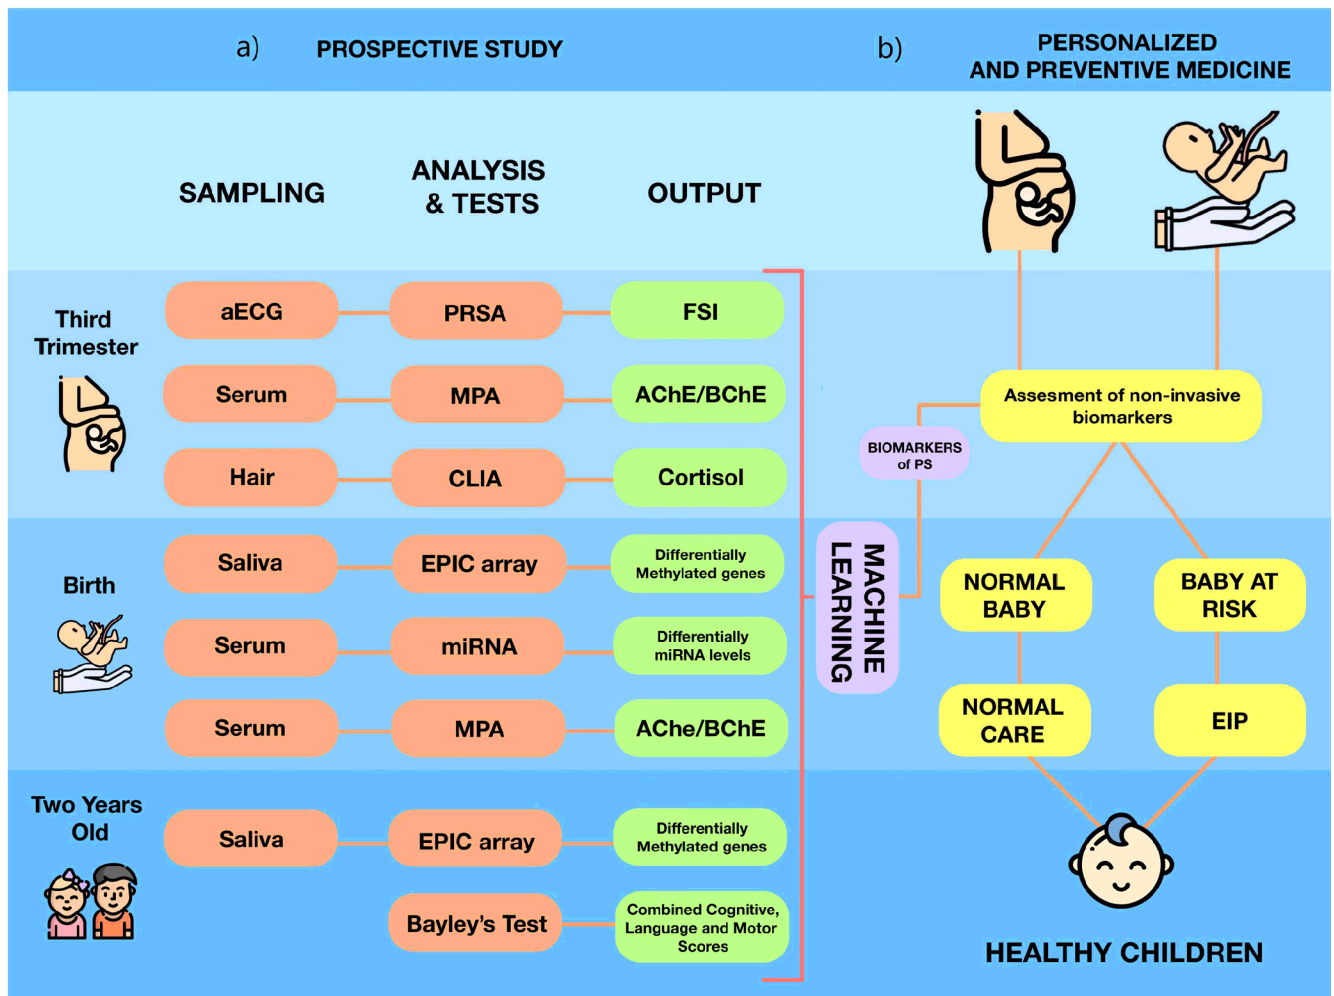 a) PROSPECTIVE STUDY
b) PERSONALIZED
AND PREVENTIVE MEDICINE
SAMPLING
ANALYSIS
& TESTS
OUTPUT
Third
Trimester
aECG
PRSA
FSI
Serum
MPA
AChE/BChE
Hair
CLIA
Cortisol
Birth
Saliva
EPIC array
Differentially
Methylated genes
Serum
miRNA
Differentially
miRNA levels
Serum
MPA
AChe/BChE
Two Years
Old
Saliva
EPIC array
Differentially
Methylated genes
Bayley's Test
Combined Cognitive,
Language and Motor
Scores
MACHINE
LEARNING
BIOMARKERS
of PS
Assesment of non-invasive
biomarkers
NORMAL
BABY
BABY AT
RISK
NORMAL
CARE
EIP
HEALTHY CHILDREN